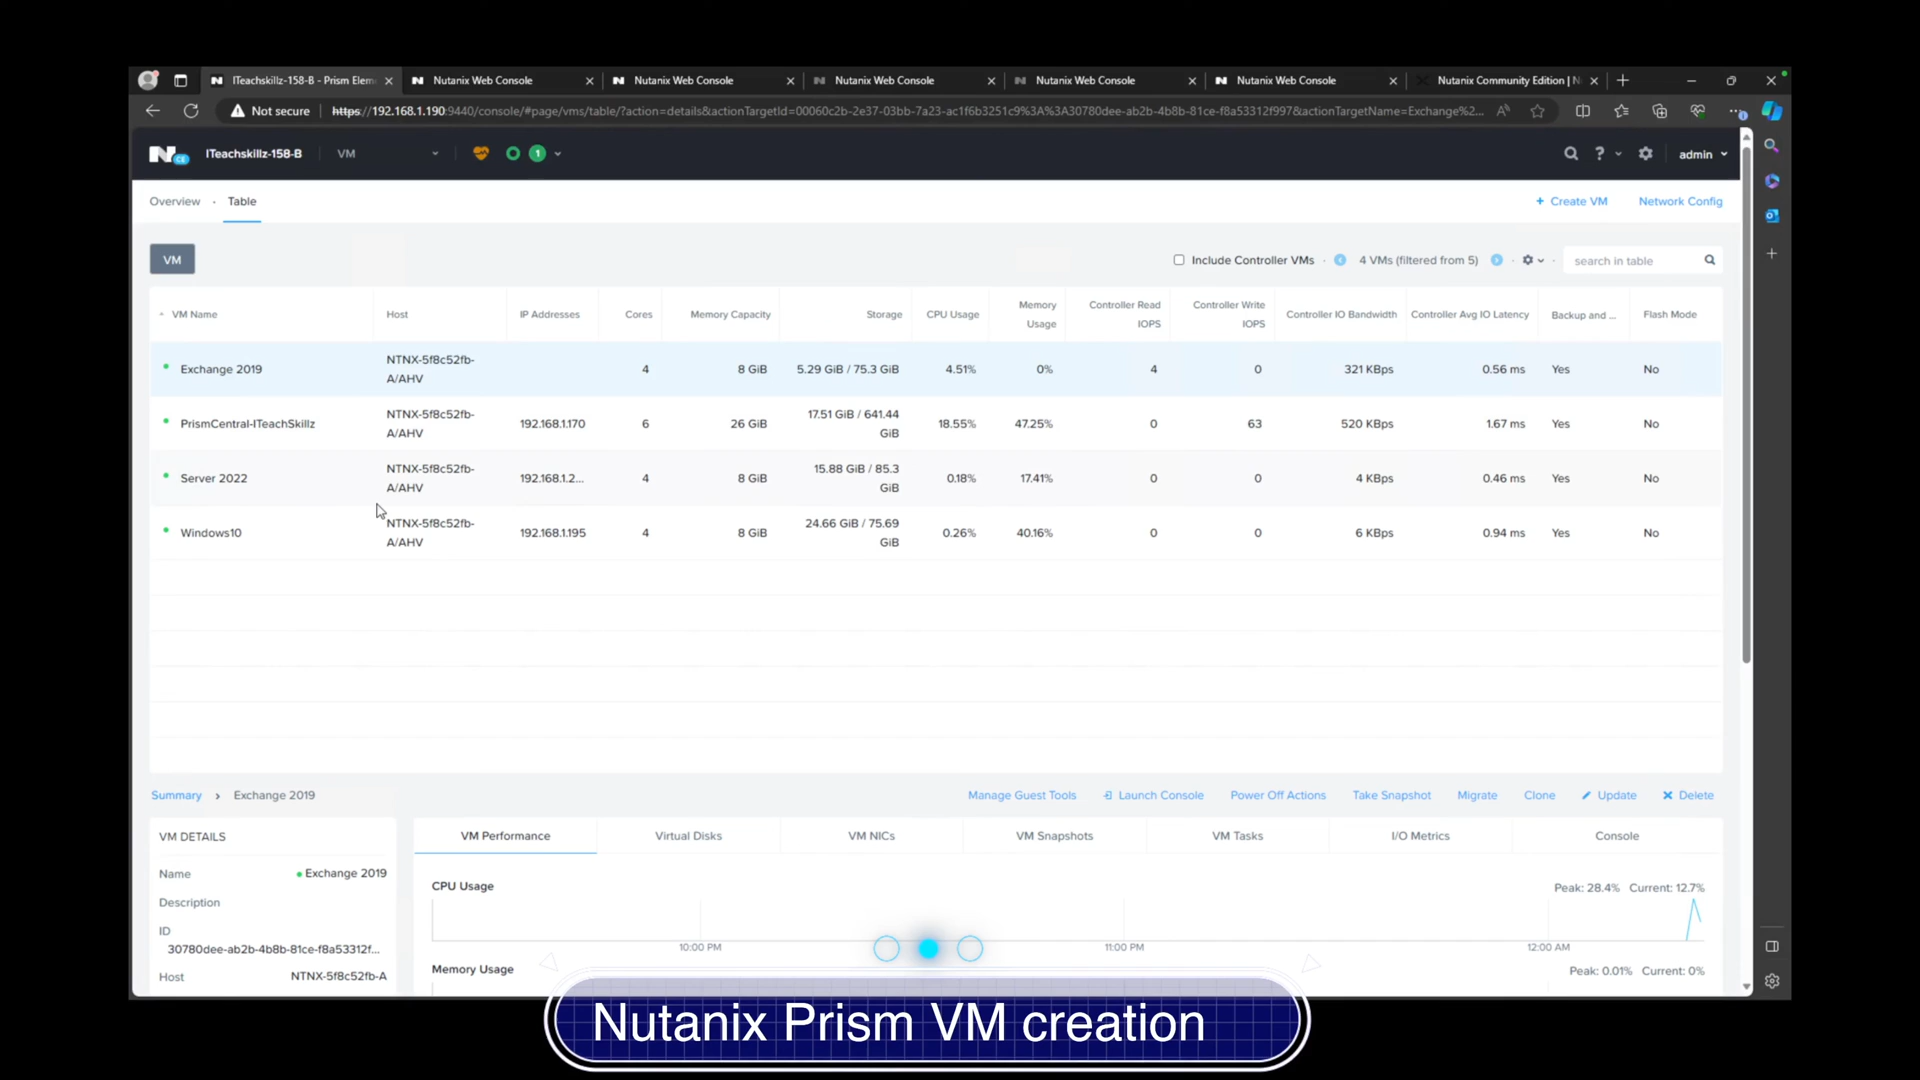 ITeachskillz-158-B - Prism Elem
Nutanix Web Console
Nutanix Web Console
Nutanix Web Console
Nutanix Web Console
Nutanix Web Console
Nutanix Community Edition | N
Not secure
https://192.168.1.190:9440/console/#page/vms/table/?action=details&actionTargetId=00060c2b-2e37-03bb-7a23-ac1f6b3251c9%3A%3A30780dee-ab2b-4b8b-81ce-f8a53312f997&actionTargetName=Exchange%2...
N CE
ITeachskillz-158-B
VM
1
?
admin
Overview
Table
+ Create VM
Network Config
VM
Include Controller VMs
4 VMs (filtered from 5)
search in table
VM Name
Host
IP Addresses
Cores
Memory Capacity
Storage
CPU Usage
Memory Usage
Controller Read IOPS
Controller Write IOPS
Controller IO Bandwidth
Controller Avg IO Latency
Backup and ...
Flash Mode
Exchange 2019 NTNX-5f8c52fb-A/AHV 4 8 GiB 5.29 GiB / 75.3 GiB 4.51% 0% 4 0 321 KBps 0.56 ms Yes No
PrismCentral-ITeachSkillz NTNX-5f8c52fb-A/AHV 192.168.1.170 6 26 GiB 17.51 GiB / 641.44 GiB 18.55% 47.25% 0 63 520 KBps 1.67 ms Yes No
Server 2022 NTNX-5f8c52fb-A/AHV 192.168.1.2... 4 8 GiB 15.88 GiB / 85.3 GiB 0.18% 17.41% 0 0 4 KBps 0.46 ms Yes No
Windows10 NTNX-5f8c52fb-A/AHV 192.168.1.195 4 8 GiB 24.66 GiB / 75.69 GiB 0.26% 40.16% 0 0 6 KBps 0.94 ms Yes No
Summary > Exchange 2019
Manage Guest Tools
Launch Console
Power Off Actions
Take Snapshot
Migrate
Clone
Update
Delete
VM DETAILS
VM Performance
Virtual Disks
VM NICs
VM Snapshots
VM Tasks
I/O Metrics
Console
Name Exchange 2019
Description
ID
30780dee-ab2b-4b8b-81ce-f8a53312f...
Host NTNX-5f8c52fb-A
CPU Usage
Peak: 28.4% Current: 12.7%
10:00 PM
11:00 PM
12:00 AM
Memory Usage
Peak: 0.01% Current: 0%
Nutanix Prism VM creation